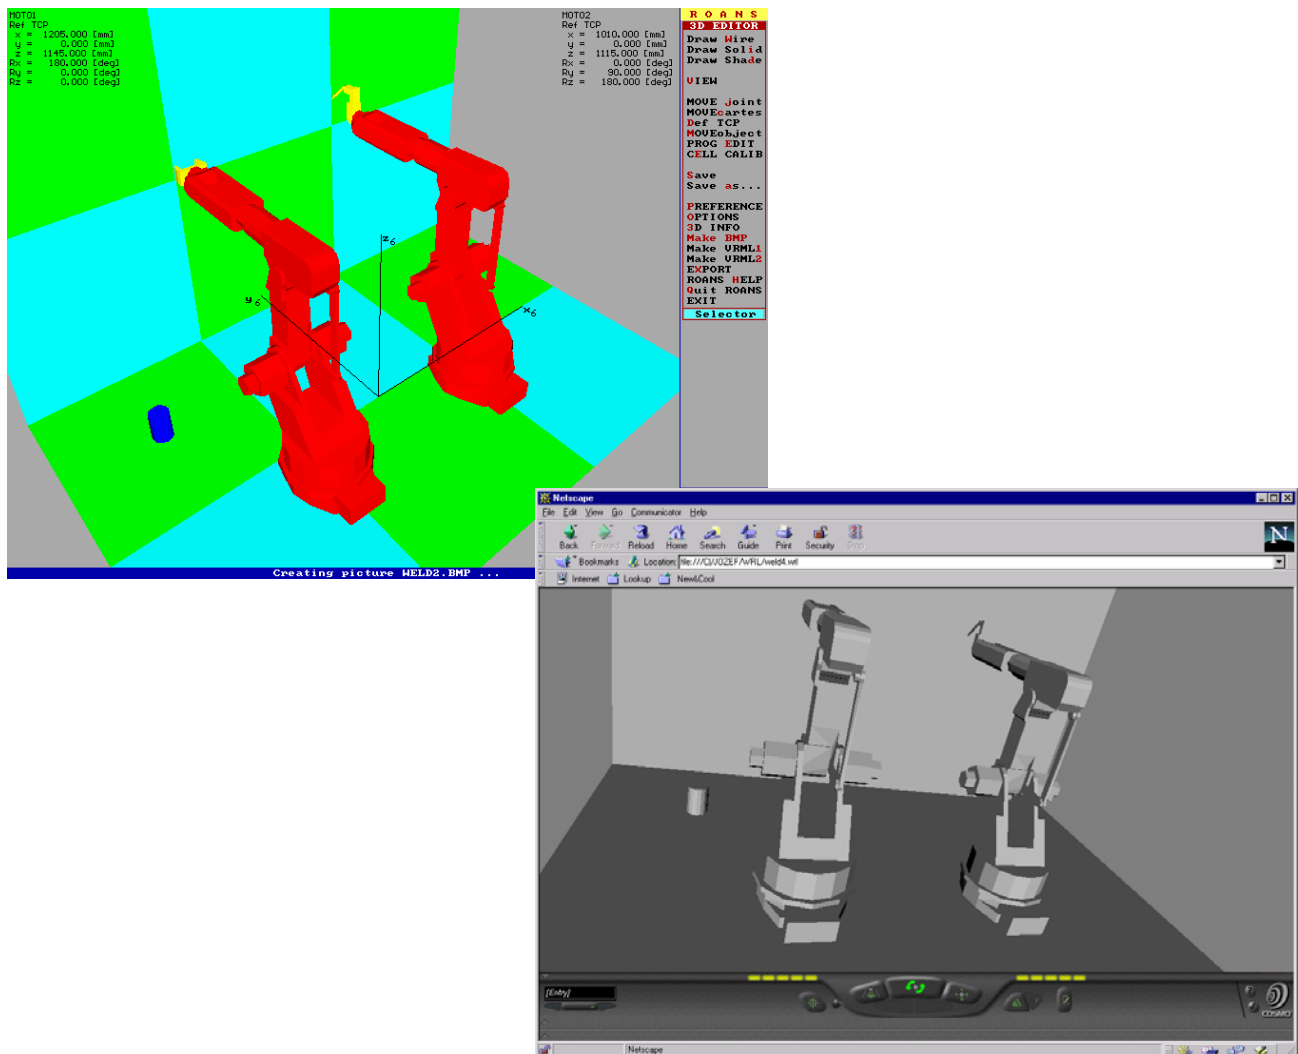 MOTO1
Ref TCP
x = 1205.000 [mm]
y = 0.000 [mm]
z = 1145.000 [mm]
Rx = 180.000 [deg]
Ry = 0.000 [deg]
Rz = 0.000 [deg]
MOTO2
Ref TCP
x = 1010.000 [mm]
y = 0.000 [mm]
z = 1115.000 [mm]
Rx = 0.000 [deg]
Ry = 90.000 [deg]
Rz = 180.000 [deg]
R O A N S
3D EDITOR
Draw Wire
Draw Solid
Draw Shade
VIEW
MOVE joint
MOVEcartes
Def TCP
MOVEobject
PROG EDIT
CELL CALIB
Save
Save as...
PREFERENCE
OPTIONS
3D INFO
Make BMP
Make VRML1
Make VRML2
EXPORT
ROANS HELP
Quit ROANS
EXIT
Selector
z6
y6
x6
Creating picture WELD2.BMP ...
Netscape
File Edit View Go Communicator Help
Back Forward Reload Home Search Guide Print Security Stop
Bookmarks Location: file:///C|/JOZEF/WRL/weld4.wrl
Internet Lookup New&Cool
N
[Entry]
COSMO
Netscape